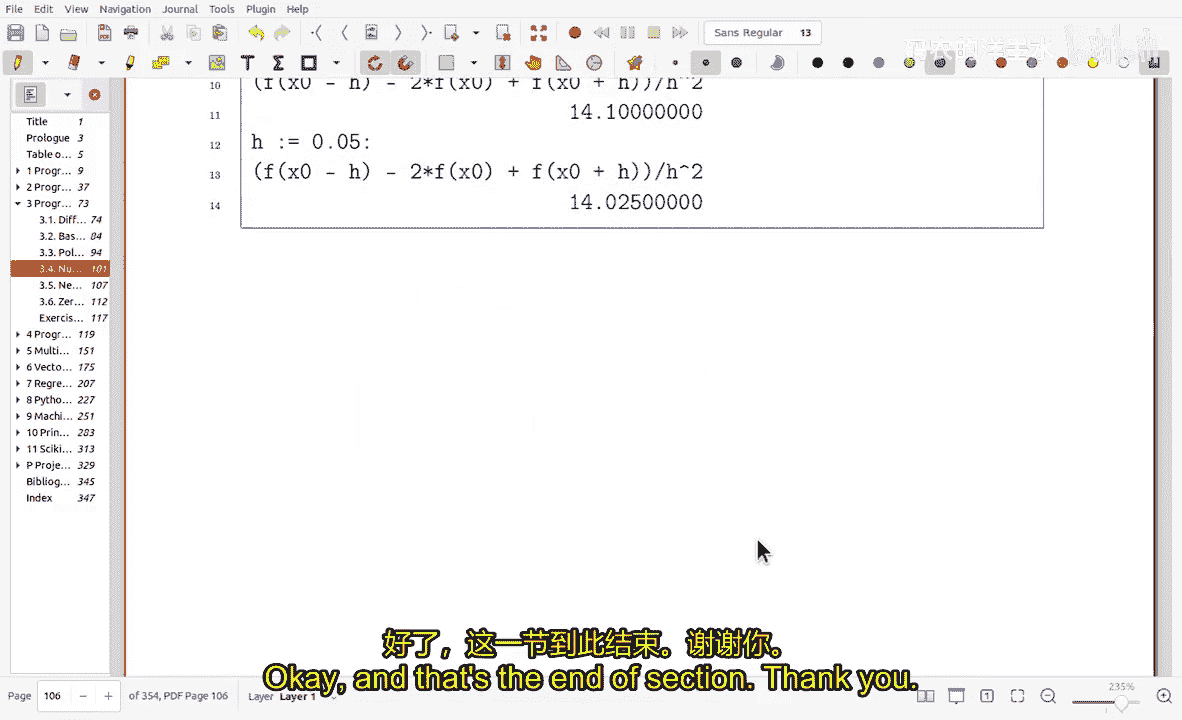 File Edit View Navigation Journal Tools Plugin Help
Sans Regular 13
Title 1
Prologue 3
Table o... 5
1 Progr... 9
2 Progr... 37
3 Progr... 73
3.1. Diff... 74
3.2. Bas... 84
3.3. Pol... 94
3.4. Nu... 101
3.5. Ne... 107
3.6. Zer... 112
Exercis... 117
4 Progr... 119
5 Multi... 151
6 Vecto... 175
7 Regre... 207
8 Pytho... 227
9 Machi... 251
10 Prin... 283
11 Sciki... 313
P Proje... 329
Bibliog... 345
Index 347
10 (f(x0 - h) - 2*f(x0) + f(x0 + h))/h^2
11 14.10000000
12 h := 0.05:
13 (f(x0 - h) - 2*f(x0) + f(x0 + h))/h^2
14 14.02500000
好了，这一节到此结束。谢谢你。
Okay, and that's the end of section. Thank you.
Page 106 − + of 354, PDF Page 106 Layer Layer 1 235%